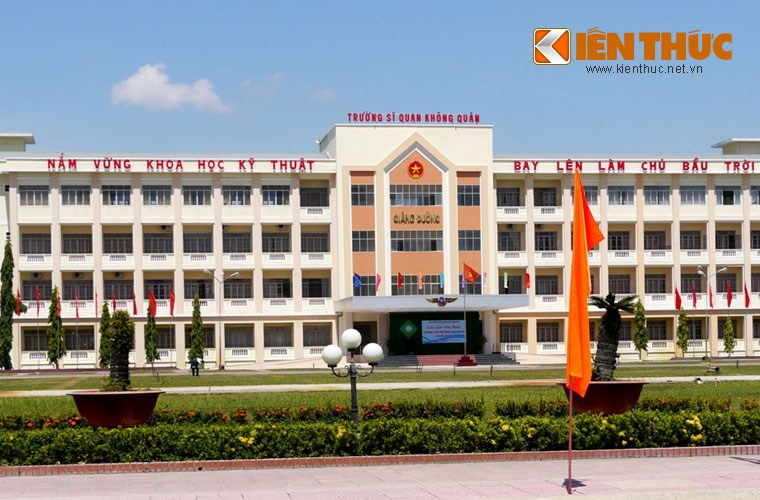 KIẾN THỨC
www.kienthuc.net.vn
TRƯỜNG SĨ QUAN KHÔNG QUÂN
NẮM VỮNG KHOA HỌC KỸ THUẬT
BAY LÊN LÀM CHỦ BẦU TRỜI
GIẢNG ĐƯỜNG